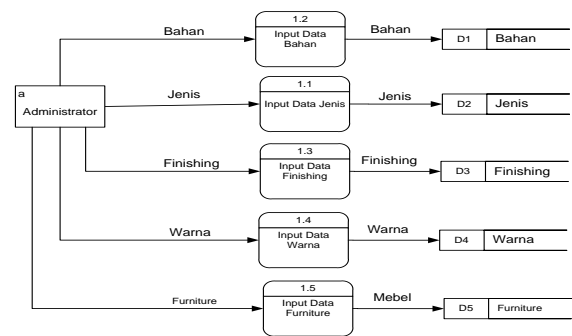 1.2
Bahan
Input Data
Bahan
Bahan
D1
Bahan
a
Administrator
1.1
Jenis
Input Data Jenis
Jenis
D2
Jenis
1.3
Finishing
Input Data
Finishing
Finishing
D3
Finishing
1.4
Warna
Input Data
Warna
Warna
D4
Warna
1.5
Furniture
Input Data
Furniture
Mebel
D5
Furniture